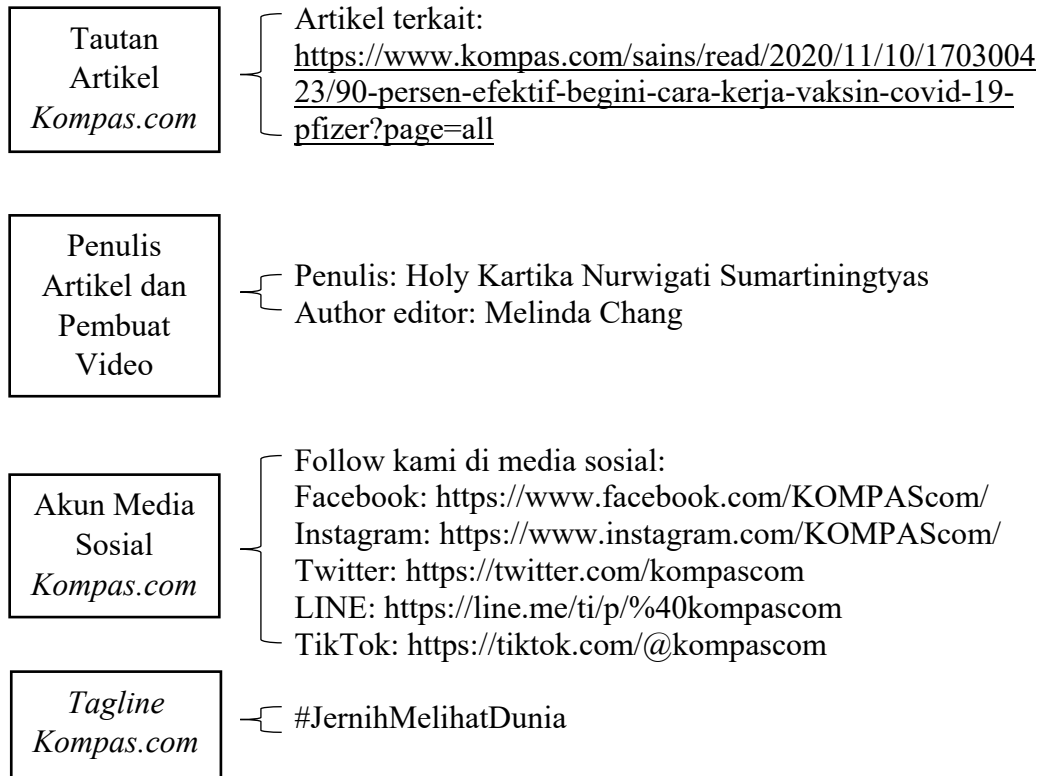 Tautan
Artikel
Kompas.com
Artikel terkait:
https://www.kompas.com/sains/read/2020/11/10/1703004
23/90-persen-efektif-begini-cara-kerja-vaksin-covid-19-
pfizer?page=all
Penulis
Artikel dan
Pembuat
Video
Penulis: Holy Kartika Nurwigati Sumartiningtyas
Author editor: Melinda Chang
Akun Media
Sosial
Kompas.com
Follow kami di media sosial:
Facebook: https://www.facebook.com/KOMPAScom/
Instagram: https://www.instagram.com/KOMPAScom/
Twitter: https://twitter.com/kompascom
LINE: https://line.me/ti/p/%40kompascom
TikTok: https://tiktok.com/@kompascom
Tagline
Kompas.com
#JernihMelihatDunia